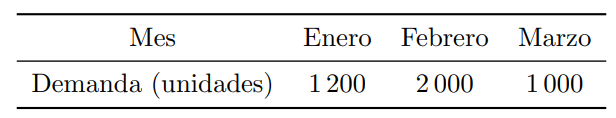 Mes Enero Febrero Marzo
Demanda (unidades) 1 200 2 000 1 000